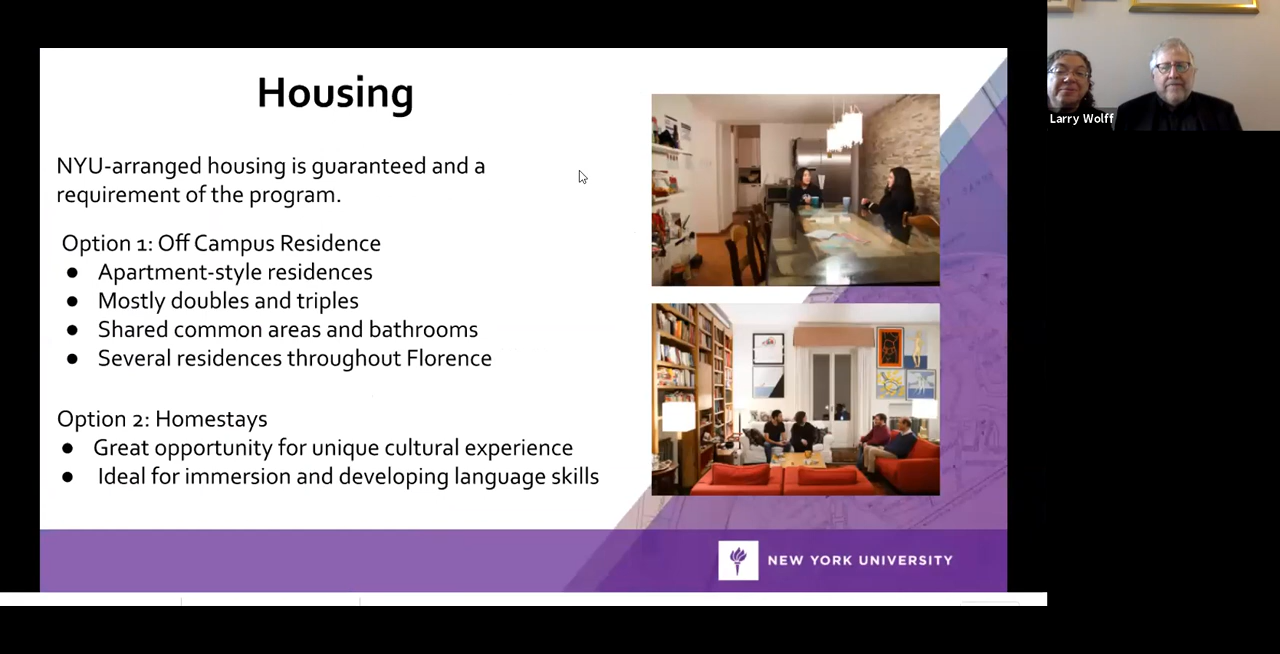 Housing
NYU-arranged housing is guaranteed and a
requirement of the program.
Option 1: Off Campus Residence
● Apartment-style residences
● Mostly doubles and triples
● Shared common areas and bathrooms
● Several residences throughout Florence
Option 2: Homestays
● Great opportunity for unique cultural experience
● Ideal for immersion and developing language skills
NEW YORK UNIVERSITY
Larry Wolff